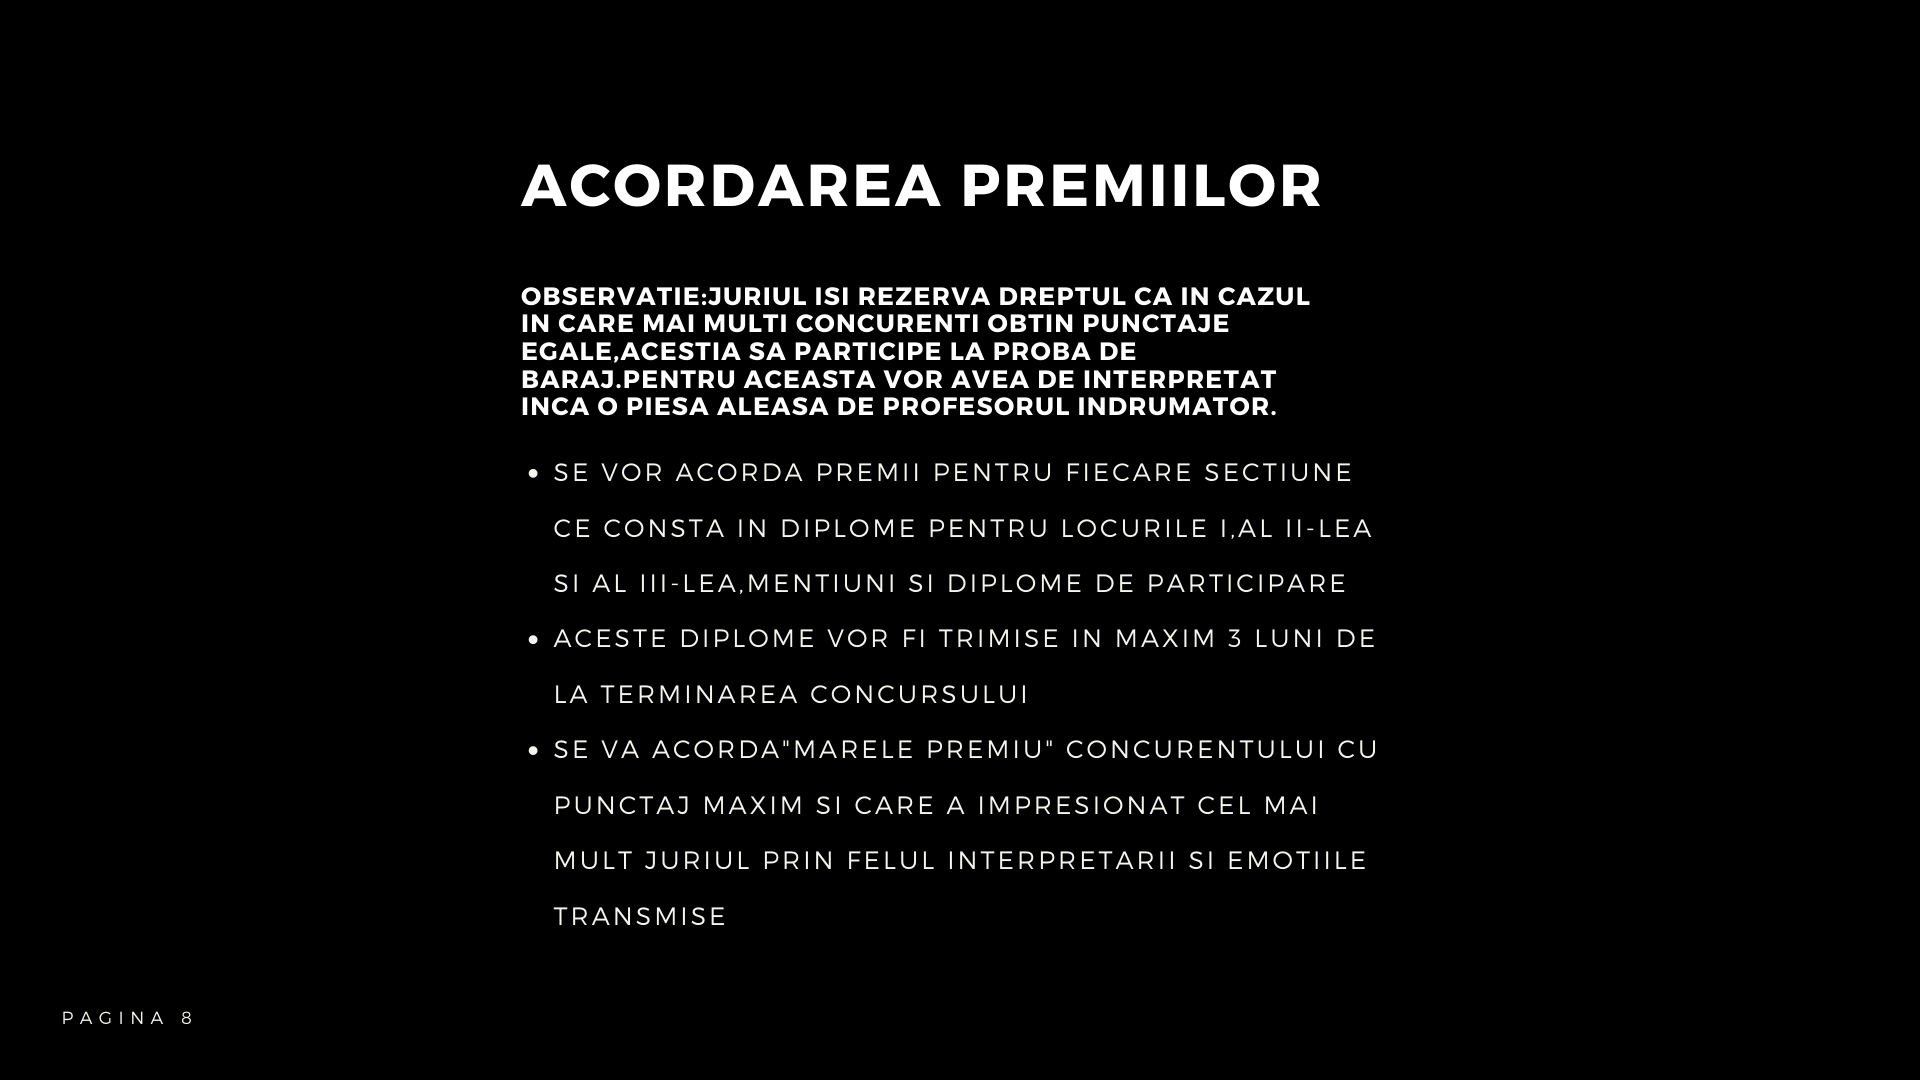 ACORDAREA PREMIILOR
OBSERVATIE:JURIUL ISI REZERVA DREPTUL CA IN CAZUL
IN CARE MAI MULTI CONCURENTI OBTIN PUNCTAJE
EGALE,ACESTIA SA PARTICIPE LA PROBA DE
BARAJ.PENTRU ACEASTA VOR AVEA DE INTERPRETAT
INCA O PIESA ALEASA DE PROFESORUL INDRUMATOR.
• SE VOR ACORDA PREMII PENTRU FIECARE SECTIUNE
CE CONSTA IN DIPLOME PENTRU LOCURILE I,AL II-LEA
SI AL III-LEA,MENTIUNI SI DIPLOME DE PARTICIPARE
• ACESTE DIPLOME VOR FI TRIMISE IN MAXIM 3 LUNI DE
LA TERMINAREA CONCURSULUI
• SE VA ACORDA"MARELE PREMIU" CONCURENTULUI CU
PUNCTAJ MAXIM SI CARE A IMPRESIONAT CEL MAI
MULT JURIUL PRIN FELUL INTERPRETARII SI EMOTIILE
TRANSMISE
PAGINA 8